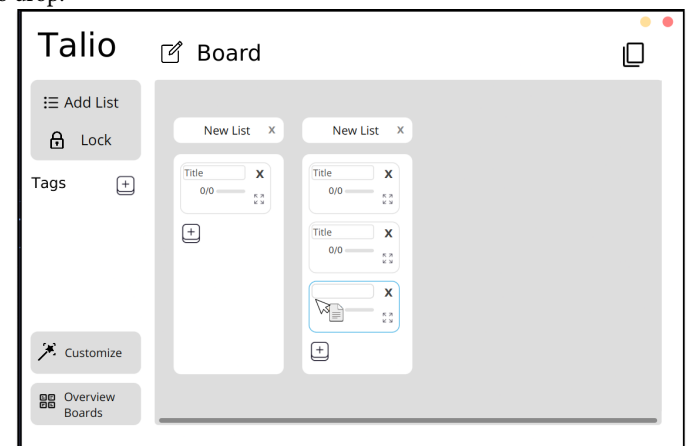 o drop.
Talio
Board
Add List
Lock
Tags
New List X
New List X
Title X
0/0
Title X
0/0
Title X
0/0
X
Customize
Overview
Boards